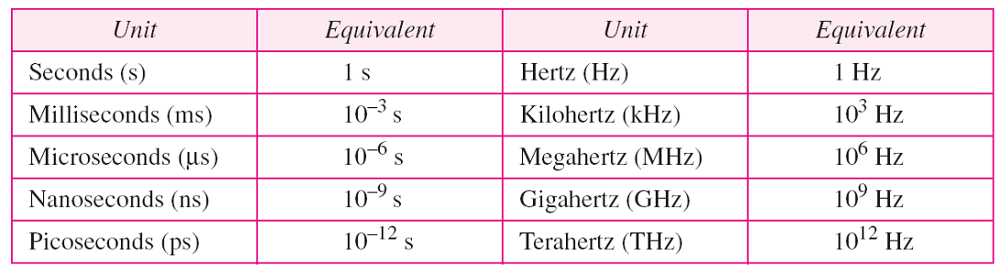 Unit Equivalent Unit Equivalent
Seconds (s) 1 s Hertz (Hz) 1 Hz
Milliseconds (ms) 10⁻³ s Kilohertz (kHz) 10³ Hz
Microseconds (μs) 10⁻⁶ s Megahertz (MHz) 10⁶ Hz
Nanoseconds (ns) 10⁻⁹ s Gigahertz (GHz) 10⁹ Hz
Picoseconds (ps) 10⁻¹² s Terahertz (THz) 10¹² Hz